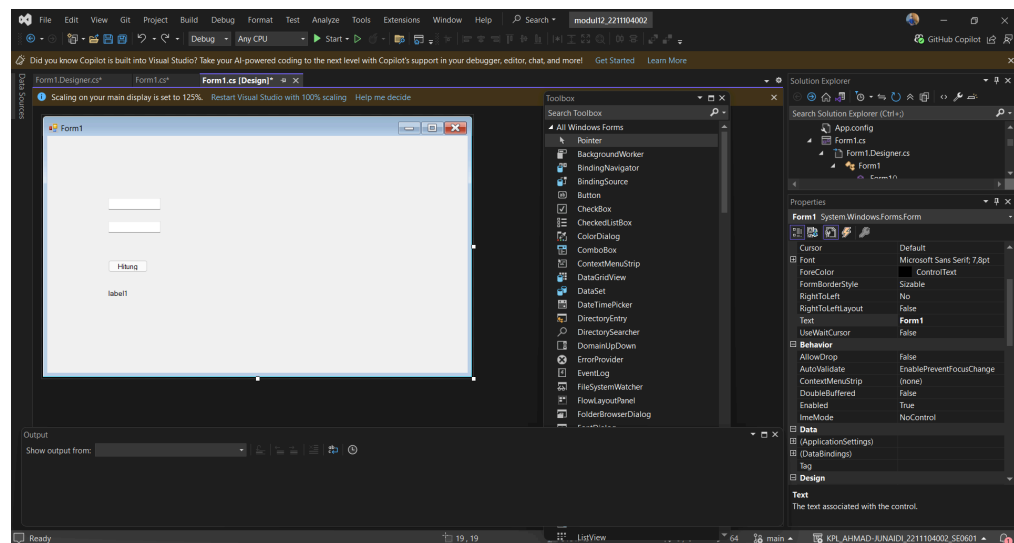 File Edit View Git Project Build Debug Format Test Analyze Tools Extensions Window Help Search modul12_2211104002
Debug Any CPU Start GitHub Copilot
Did you know Copilot is built into Visual Studio? Take your AI-powered coding to the next level with Copilot's support in your debugger, editor, chat, and more! Get Started Learn More
Data Sources
Form1.Designer.cs* Form1.cs* Form1.cs [Design]*
Scaling on your main display is set to 125%. Restart Visual Studio with 100% scaling Help me decide
Form1
Hitung
label1
Toolbox
Search Toolbox
All Windows Forms
Pointer
BackgroundWorker
BindingNavigator
BindingSource
Button
CheckBox
CheckedListBox
ColorDialog
ComboBox
ContextMenuStrip
DataGridView
DataSet
DateTimePicker
DirectoryEntry
DirectorySearcher
DomainUpDown
ErrorProvider
EventLog
FileSystemWatcher
FlowLayoutPanel
FolderBrowserDialog
FontDialog
ListView
Solution Explorer
Search Solution Explorer (Ctrl+;)
App.config
Form1.cs
Form1.Designer.cs
Form1
Form1()
Properties
Form1 System.Windows.Forms.Form
Cursor Default
Font Microsoft Sans Serif; 7,8pt
ForeColor ControlText
FormBorderStyle Sizable
RightToLeft No
RightToLeftLayout False
Text Form1
UseWaitCursor False
Behavior
AllowDrop False
AutoValidate EnablePreventFocusChange
ContextMenuStrip (none)
DoubleBuffered False
Enabled True
ImeMode NoControl
Data
(ApplicationSettings)
(DataBindings)
Tag
Design
Text
The text associated with the control.
Output
Show output from:
Ready 19 , 19 64 main KPL_AHMAD-JUNAIDI_2211104002_SE0601